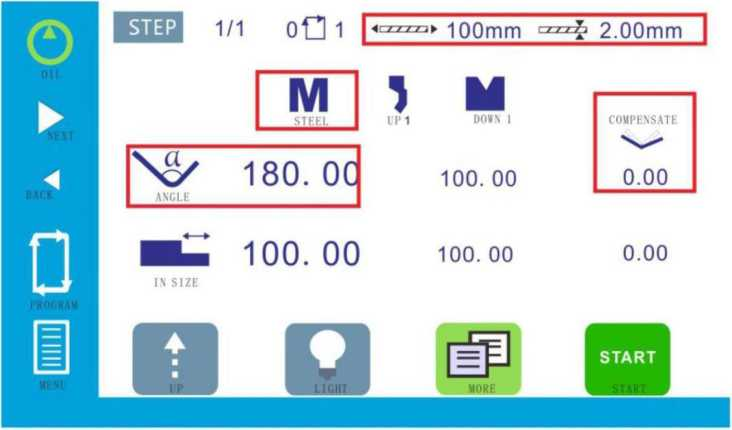 STEP 1/1 0 1 100mm 2.00mm
OIL
M
STEEL UP 1 DOWN 1 COMPENSATE
NEXT
α 180.00 100.00 0.00
ANGLE
BACK
100.00 100.00 0.00
IN SIZE
PROGRAM
START
MENU UP LIGHT MORE START